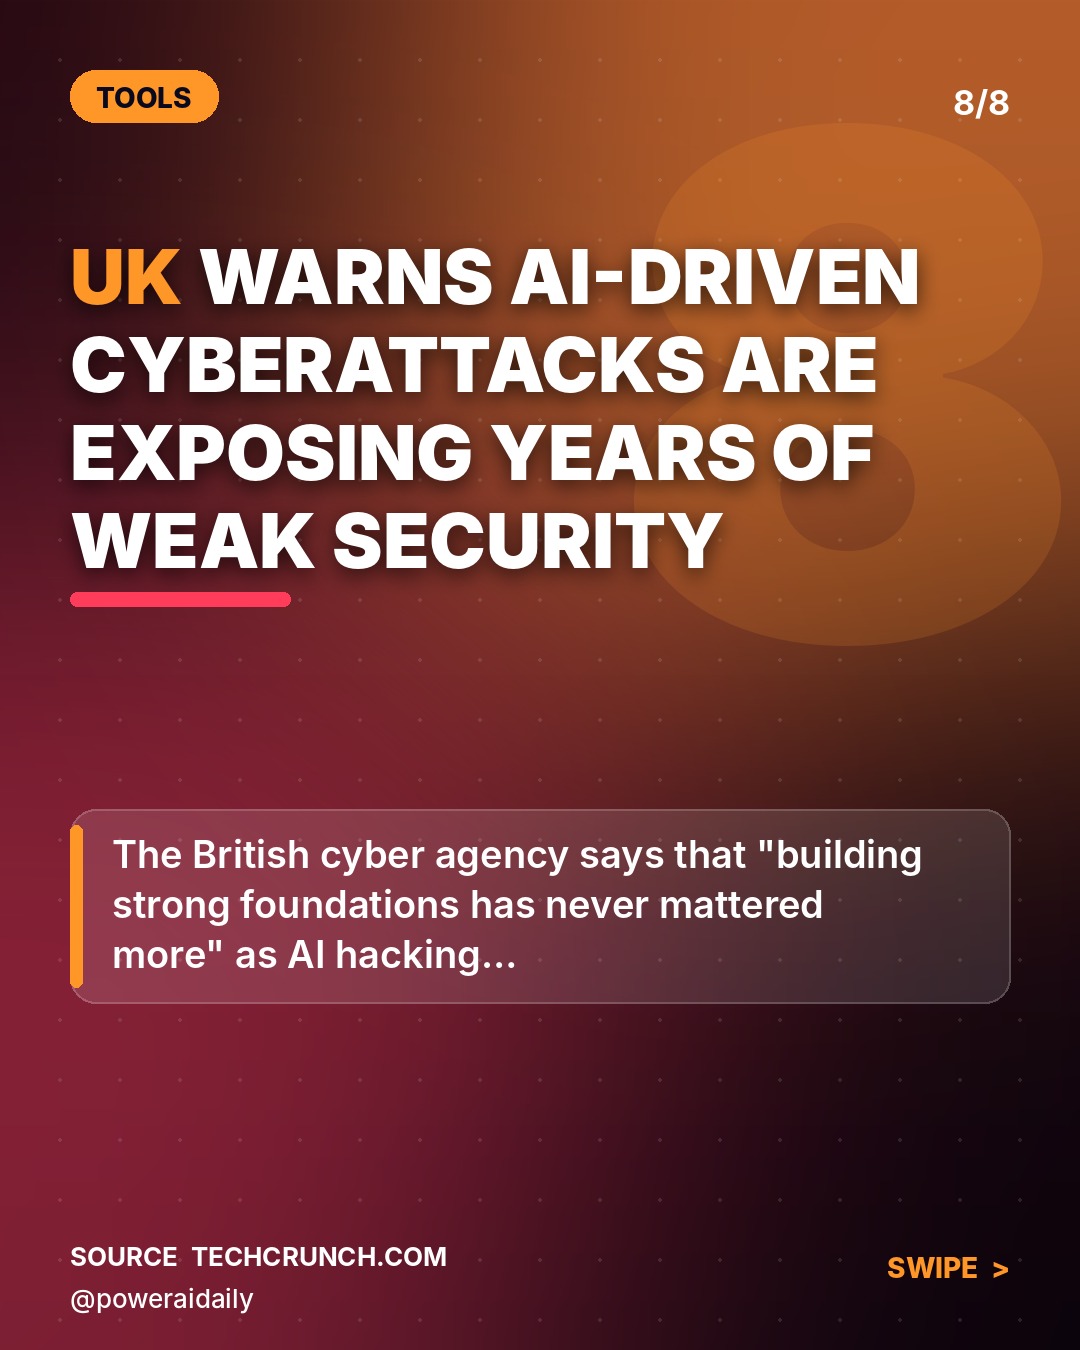 TOOLS
8/8
8
UK WARNS AI-DRIVEN
CYBERATTACKS ARE
EXPOSING YEARS OF
WEAK SECURITY
The British cyber agency says that "building
strong foundations has never mattered
more" as AI hacking...
SOURCE TECHCRUNCH.COM
@poweraidaily
SWIPE >